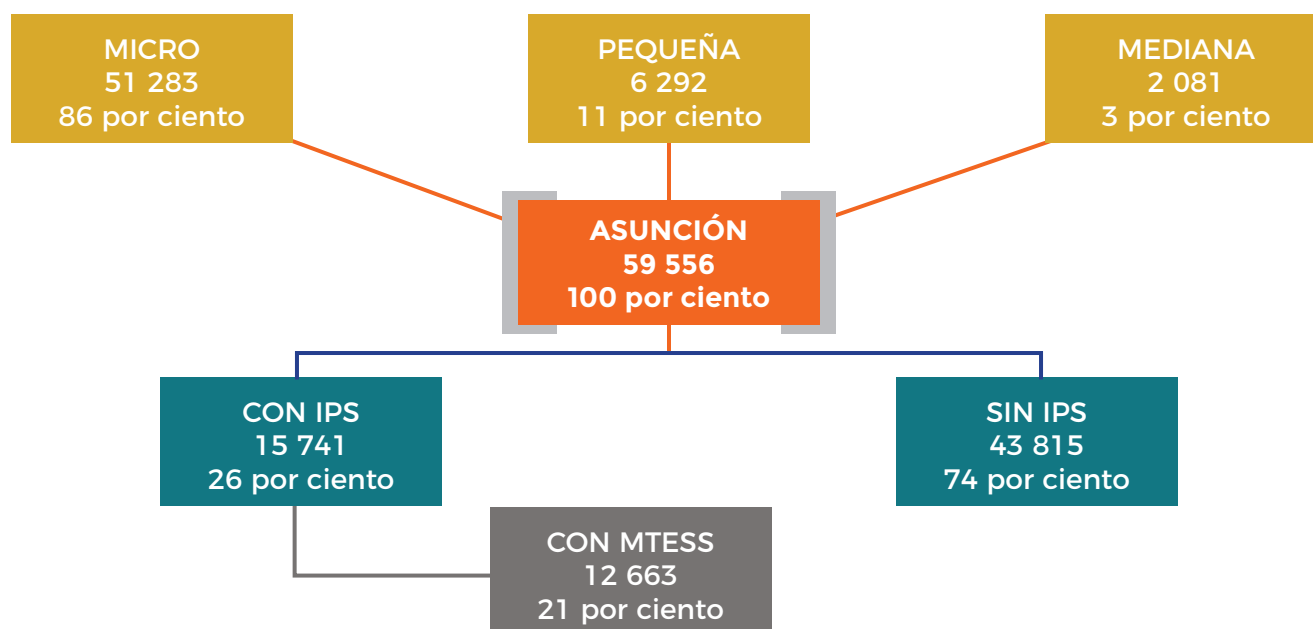 MICRO
51 283
86 por ciento
PEQUEÑA
6 292
11 por ciento
MEDIANA
2 081
3 por ciento
ASUNCIÓN
59 556
100 por ciento
CON IPS
15 741
26 por ciento
SIN IPS
43 815
74 por ciento
CON MTESS
12 663
21 por ciento